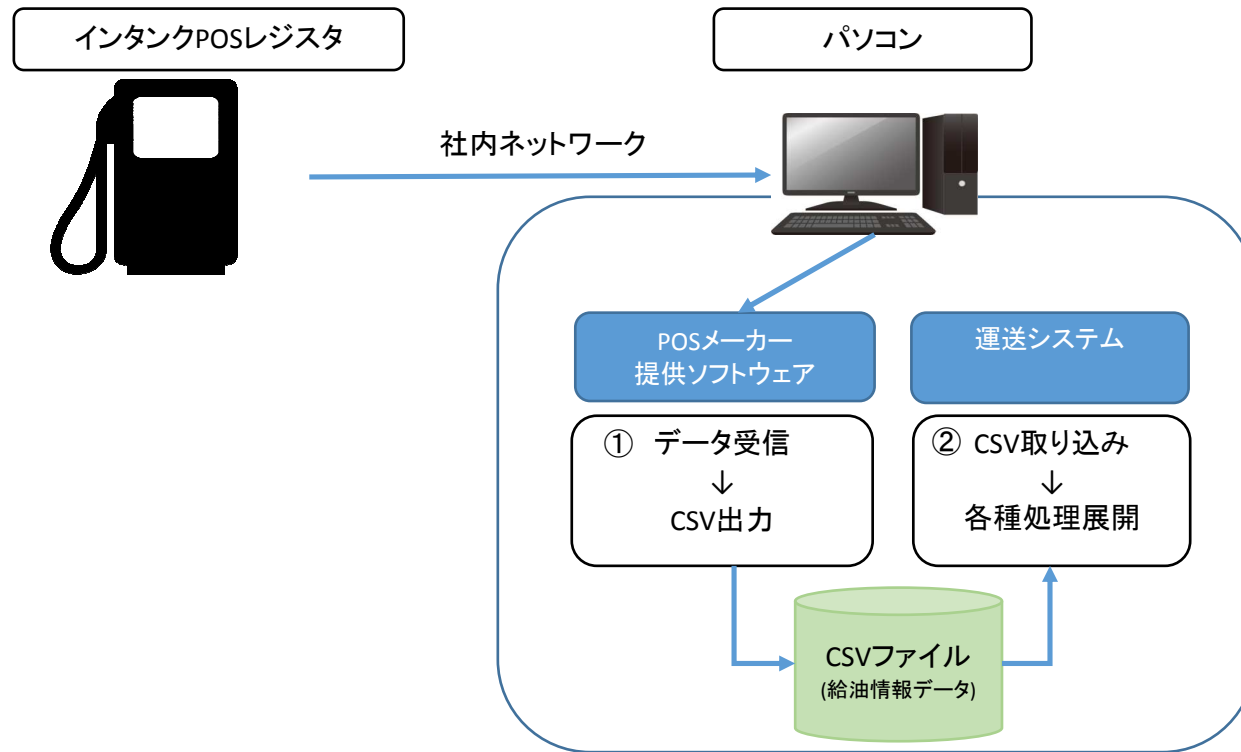 インタンクPOSレジスタ
パソコン
社内ネットワーク
POSメーカー
提供ソフトウェア
運送システム
① データ受信
↓
CSV出力
② CSV取り込み
↓
各種処理展開
CSVファイル
(給油情報データ)